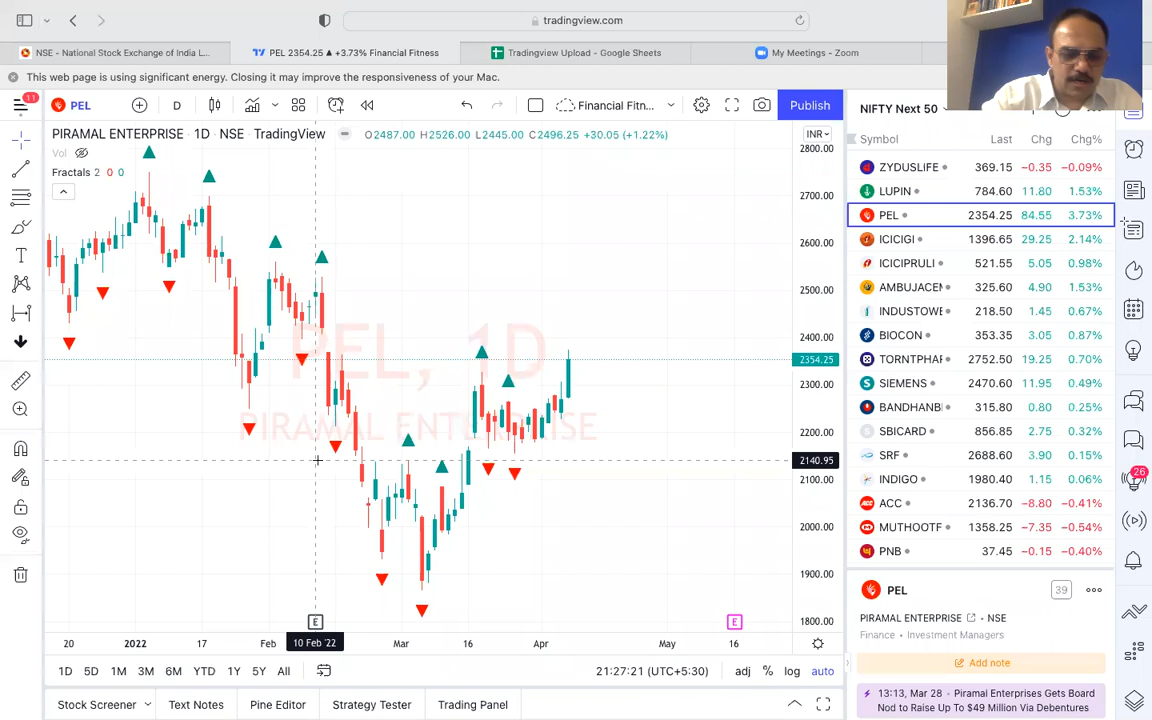 tradingview.com
NSE - National Stock Exchange of India L...
PEL 2354.25 ▲ +3.73% Financial Fitness
Tradingview Upload - Google Sheets
My Meetings - Zoom
This web page is using significant energy. Closing it may improve the responsiveness of your Mac.
11
PEL
D
Financial Fitn...
Publish
NIFTY Next 50
PIRAMAL ENTERPRISE · 1D · NSE · TradingView
O2487.00 H2526.00 L2445.00 C2496.25 +30.05 (+1.22%)
INR
Vol
Fractals 2 0 0
Symbol Last Chg Chg%
ZYDUSLIFE 369.15 −0.35 −0.09%
LUPIN 784.60 11.80 1.53%
PEL 2354.25 84.55 3.73%
ICICIGI 1396.65 29.25 2.14%
ICICIPRULI 521.55 5.05 0.98%
AMBUJACEM 325.60 4.90 1.53%
INDUSTOWE 218.50 1.45 0.67%
BIOCON 353.35 3.05 0.87%
TORNTPHAR 2752.50 19.25 0.70%
SIEMENS 2470.60 11.95 0.49%
BANDHANB 315.80 0.80 0.25%
SBICARD 856.85 2.75 0.32%
SRF 2688.60 3.90 0.15%
INDIGO 1980.40 1.15 0.06%
ACC 2136.70 −8.80 −0.41%
MUTHOOTF 1358.25 −7.35 −0.54%
PNB 37.45 −0.15 −0.40%
26
2800.00
2700.00
2600.00
2500.00
2400.00
2354.25
2300.00
2200.00
2140.95
2100.00
2000.00
1900.00
1800.00
PEL, 1D
PIRAMAL ENTERPRISE
E
E
20 2022 17 Feb 10 Feb '22 Mar 16 Apr May 16
1D 5D 1M 3M 6M YTD 1Y 5Y All
21:27:21 (UTC+5:30) adj % log auto
Stock Screener Text Notes Pine Editor Strategy Tester Trading Panel
PEL
39
PIRAMAL ENTERPRISE • NSE
Finance • Investment Managers
Add note
13:13, Mar 28 • Piramal Enterprises Gets Board
Nod to Raise Up To $49 Million Via Debentures